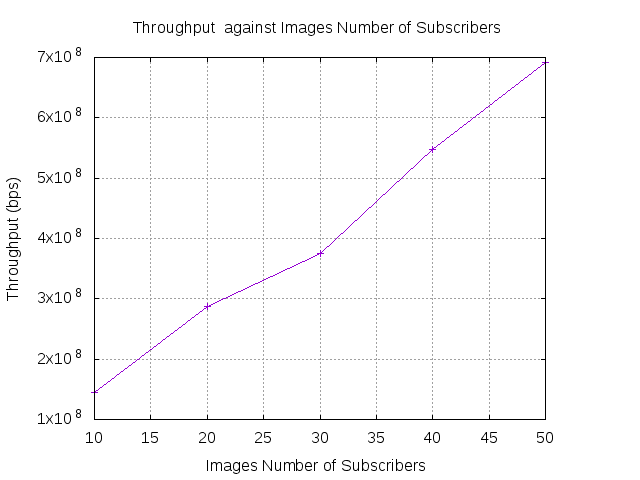 Throughput  against Images Number of Subscribers
7x10^8
6x10^8
5x10^8
4x10^8
3x10^8
2x10^8
1x10^8
Throughput (bps)
10 15 20 25 30 35 40 45 50
Images Number of Subscribers